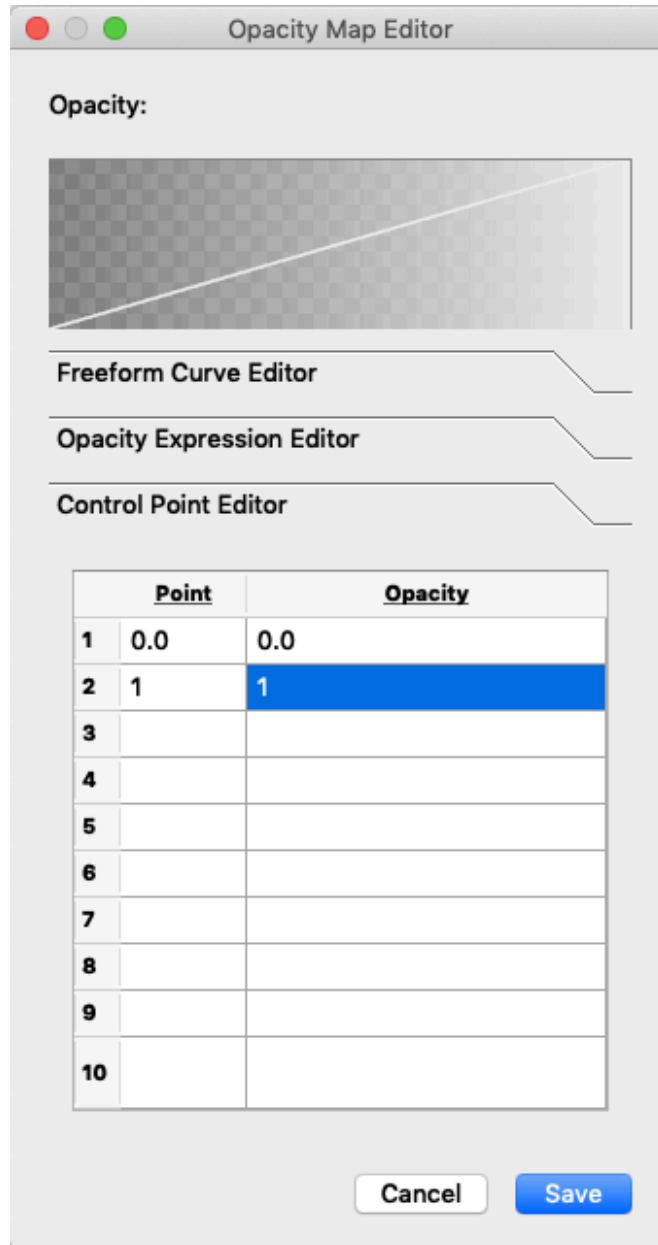 Opacity Map Editor
Opacity:
Freeform Curve Editor
Opacity Expression Editor
Control Point Editor
Point Opacity
1 0.0 0.0
2 1 1
3
4
5
6
7
8
9
10
Cancel Save